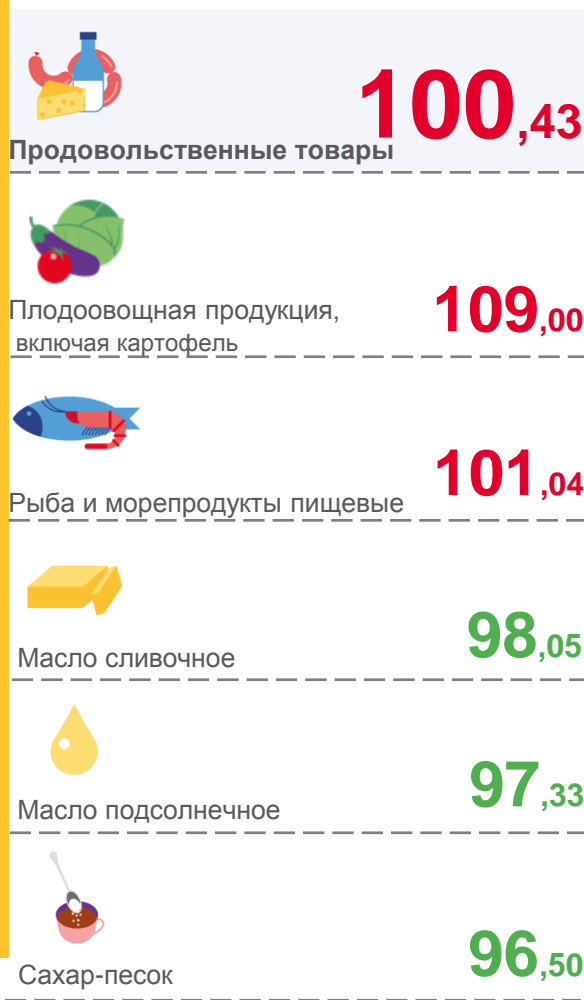 100,43
Продовольственные товары
Плодоовощная продукция,
включая картофель
109,00
Рыба и морепродукты пищевые
101,04
Масло сливочное
98,05
Масло подсолнечное
97,33
Сахар-песок
96,50